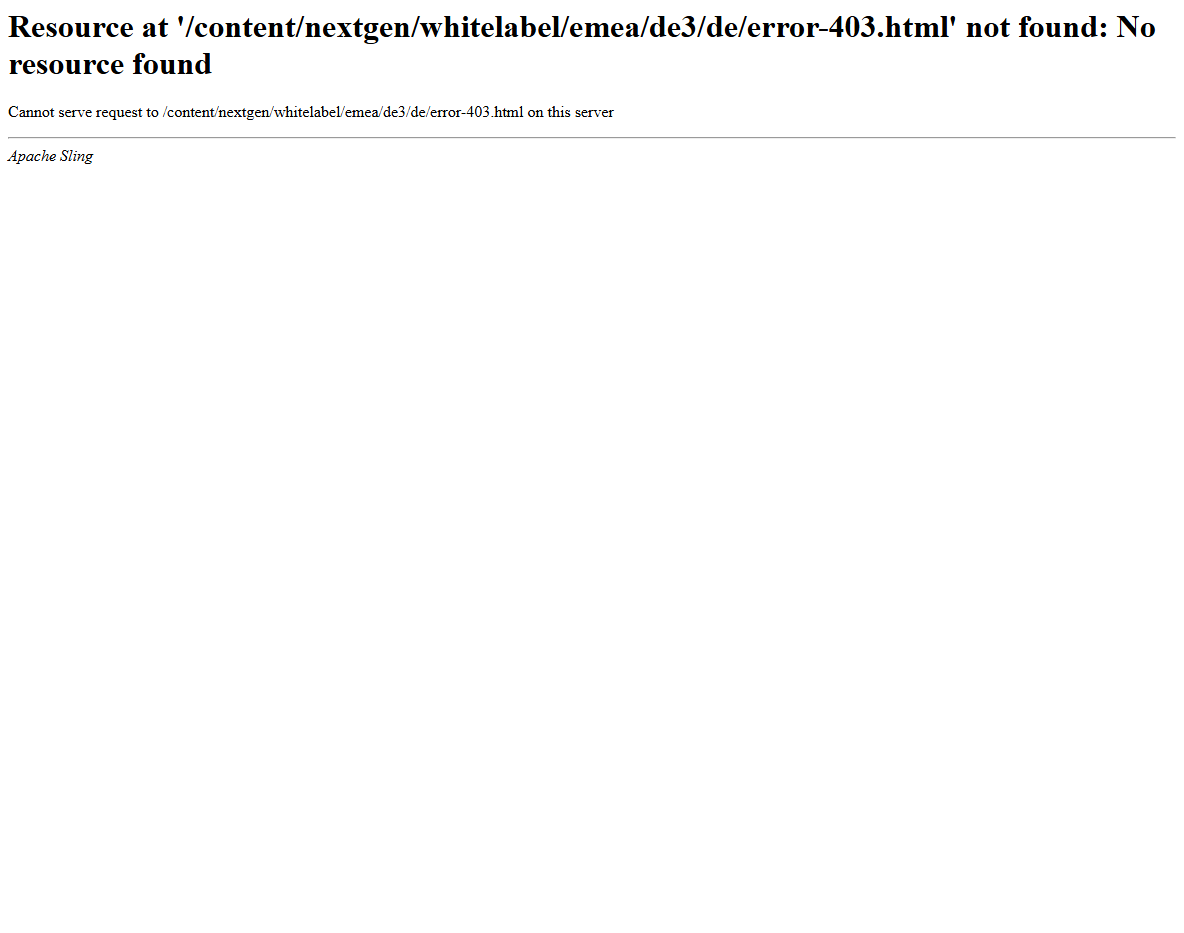 Resource at '/content/nextgen/whitelabel/emea/de3/de/error-403.html' not found: No
resource found
Cannot serve request to /content/nextgen/whitelabel/emea/de3/de/error-403.html on this server
Apache Sling